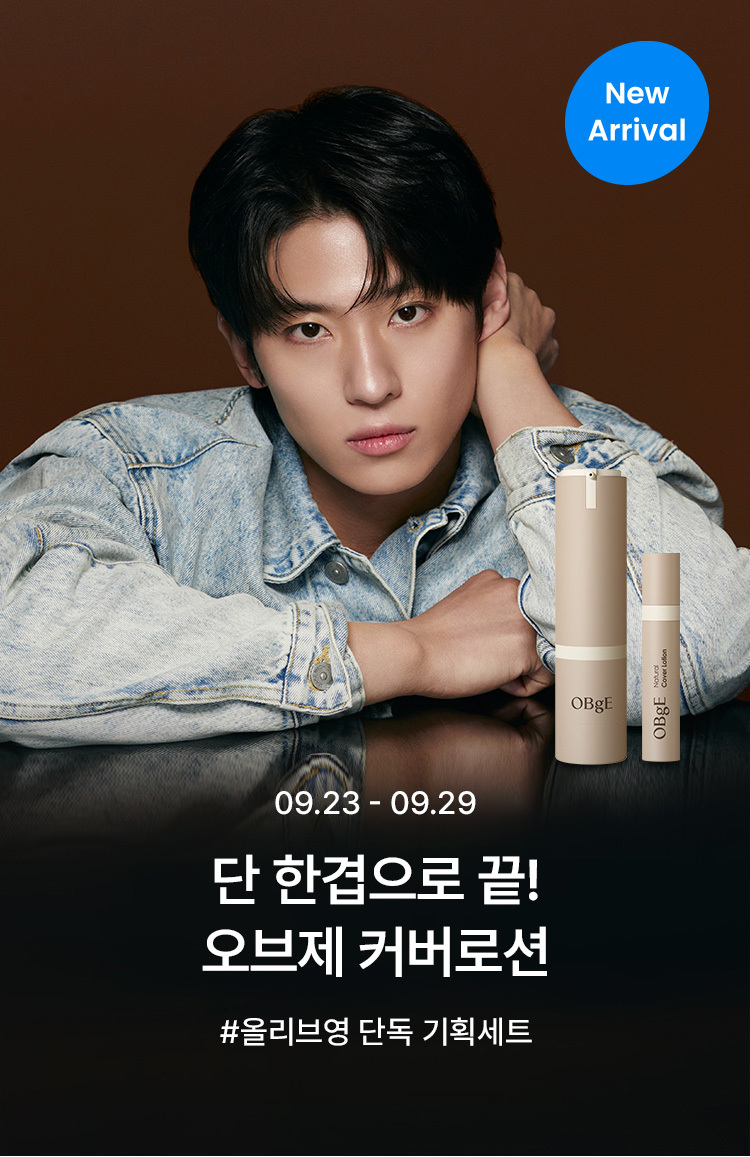 New
Arrival
OBgE
OBgE
Natural
Cover Lotion
09.23 - 09.29
단 한겹으로 끝!
오브제 커버로션
#올리브영 단독 기획세트